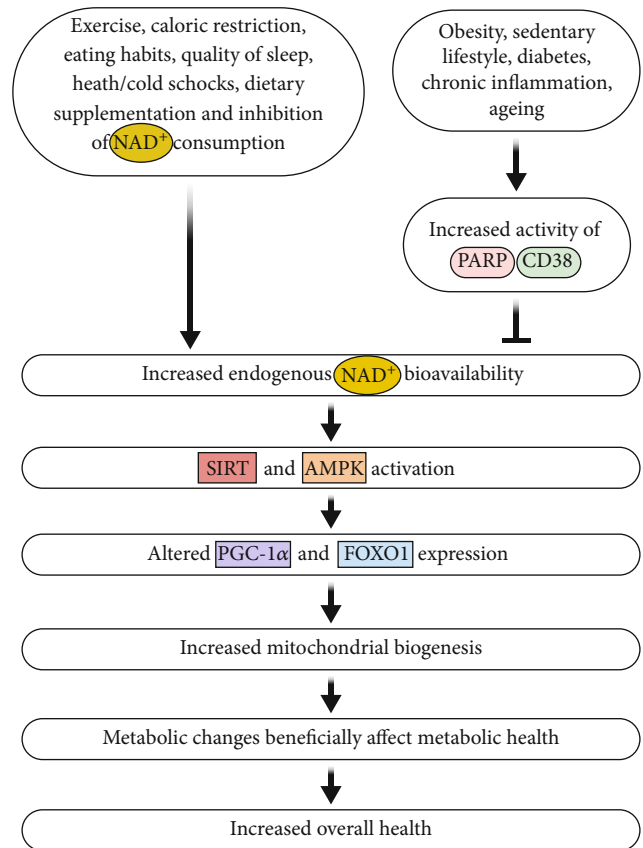 Exercise, caloric restriction,
eating habits, quality of sleep,
heath/cold schocks, dietary
supplementation and inhibition
of NAD⁺ consumption
Obesity, sedentary
lifestyle, diabetes,
chronic inflammation,
ageing
Increased activity of
PARP CD38
Increased endogenous NAD⁺ bioavailability
SIRT and AMPK activation
Altered PGC-1α and FOXO1 expression
Increased mitochondrial biogenesis
Metabolic changes beneficially affect metabolic health
Increased overall health